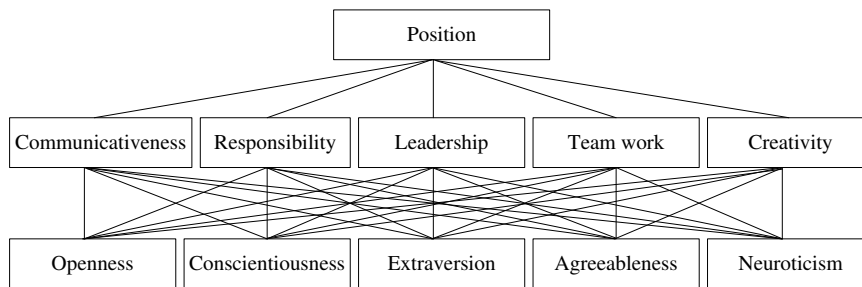 Position
Communicativeness
Responsibility
Leadership
Team work
Creativity
Openness
Conscientiousness
Extraversion
Agreeableness
Neuroticism